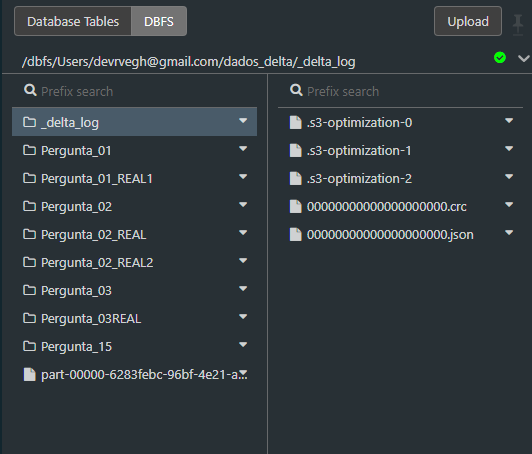 Database Tables
DBFS
Upload
/dbfs/Users/devrvegh@gmail.com/dados_delta/_delta_log
Prefix search
_delta_log
Pergunta_01
Pergunta_01_REAL1
Pergunta_02
Pergunta_02_REAL
Pergunta_02_REAL2
Pergunta_03
Pergunta_03REAL
Pergunta_15
part-00000-6283febc-96bf-4e21-a...
Prefix search
.s3-optimization-0
.s3-optimization-1
.s3-optimization-2
00000000000000000000.crc
00000000000000000000.json